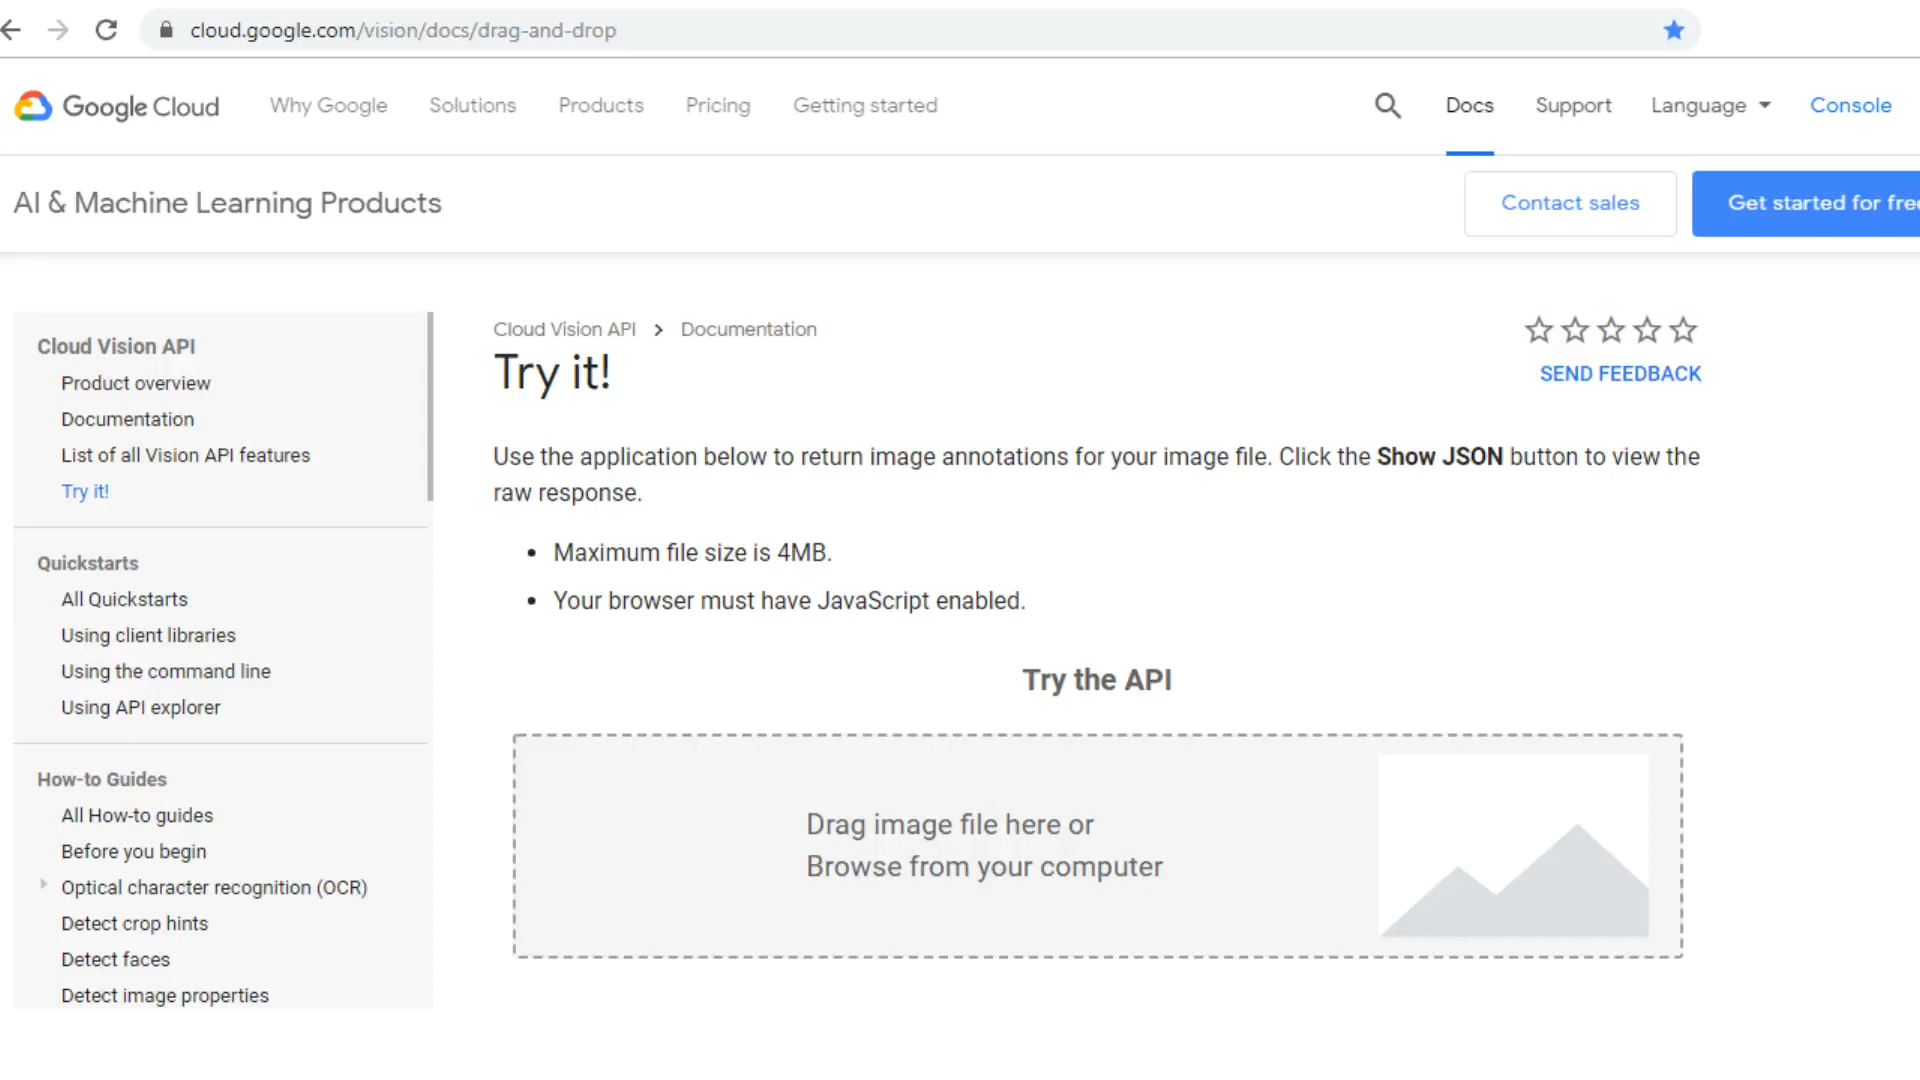 cloud.google.com/vision/docs/drag-and-drop
Google Cloud Why Google Solutions Products Pricing Getting started Docs Support Language Console
AI & Machine Learning Products Contact sales Get started for free
Cloud Vision API
Product overview
Documentation
List of all Vision API features
Try it!
Quickstarts
All Quickstarts
Using client libraries
Using the command line
Using API explorer
How-to Guides
All How-to guides
Before you begin
Optical character recognition (OCR)
Detect crop hints
Detect faces
Detect image properties
Cloud Vision API > Documentation
Try it!
SEND FEEDBACK
Use the application below to return image annotations for your image file. Click the Show JSON button to view the
raw response.
• Maximum file size is 4MB.
• Your browser must have JavaScript enabled.
Try the API
Drag image file here or
Browse from your computer